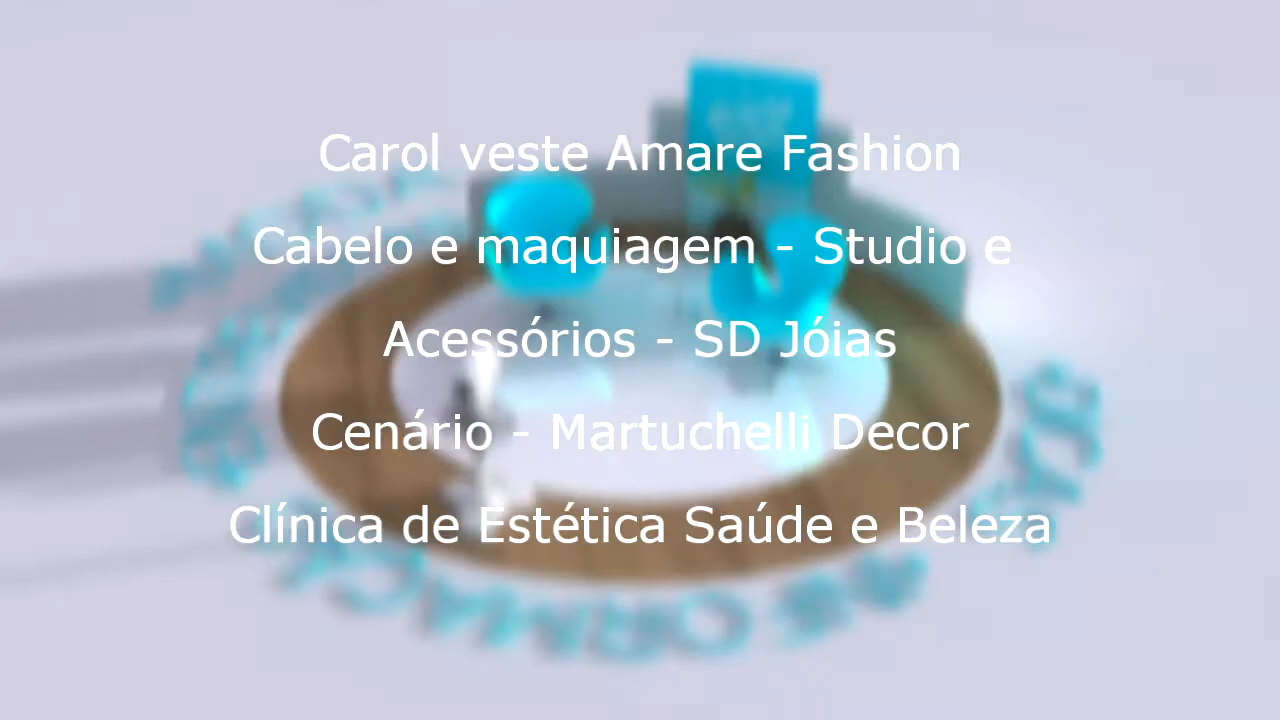 Carol veste Amare Fashion
Cabelo e maquiagem - Studio e
Acessórios - SD Jóias
Cenário - Martuchelli Decor
Clínica de Estética Saúde e Beleza